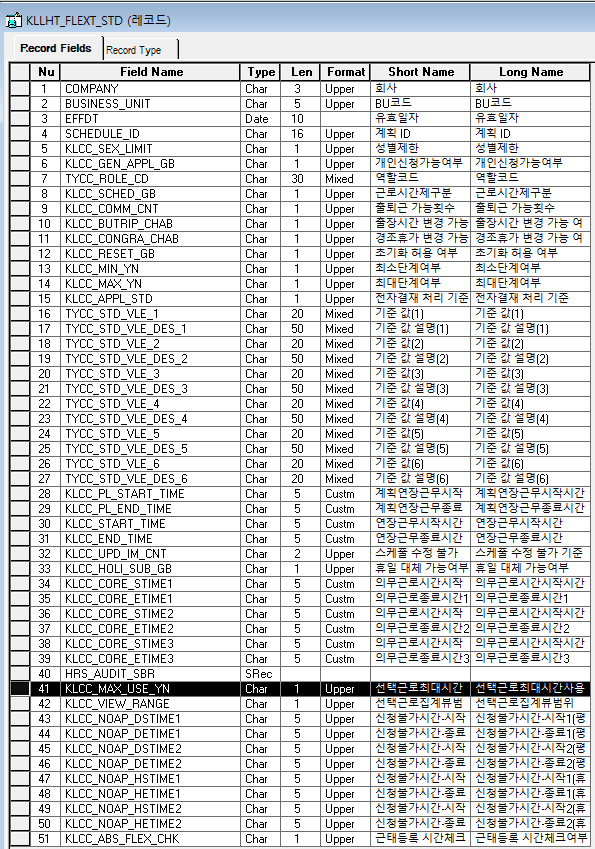 KLLHT_FLEXT_STD (레코드)
Record Fields Record Type
Nu Field Name Type Len Format Short Name Long Name
1 COMPANY Char 3 Upper 회사 회사
2 BUSINESS_UNIT Char 5 Upper BU코드 BU코드
3 EFFDT Date 10 유효일자 유효일자
4 SCHEDULE_ID Char 16 Upper 계획 ID 계획 ID
5 KLCC_SEX_LIMIT Char 1 Upper 성별제한 성별제한
6 KLCC_GEN_APPL_GB Char 1 Upper 개인신청가능여부 개인신청가능여부
7 TYCC_ROLE_CD Char 30 Mixed 역할코드 역할코드
8 KLCC_SCHED_GB Char 1 Upper 근로시간제구분 근로시간제구분
9 KLCC_COMM_CNT Char 1 Upper 출퇴근 가능횟수 출퇴근 가능횟수
10 KLCC_BUTRIP_CHAB Char 1 Upper 출장시간 변경 가능 출장시간 변경 가능 여
11 KLCC_CONGRA_CHAB Char 1 Upper 경조휴가 변경 가능 경조휴가 변경 가능 여
12 KLCC_RESET_GB Char 1 Upper 초기화 허용 여부 초기화 허용 여부
13 KLCC_MIN_YN Char 1 Upper 최소단계여부 최소단계여부
14 KLCC_MAX_YN Char 1 Upper 최대단계여부 최대단계여부
15 KLCC_APPL_STD Char 1 Upper 전자결재 처리 기준 전자결재 처리 기준
16 TYCC_STD_VLE_1 Char 20 Mixed 기준 값(1) 기준 값(1)
17 TYCC_STD_VLE_DES_1 Char 50 Mixed 기준 값 설명(1) 기준 값 설명(1)
18 TYCC_STD_VLE_2 Char 20 Mixed 기준 값(2) 기준 값(2)
19 TYCC_STD_VLE_DES_2 Char 50 Mixed 기준 값 설명(2) 기준 값 설명(2)
20 TYCC_STD_VLE_3 Char 20 Mixed 기준 값(3) 기준 값(3)
21 TYCC_STD_VLE_DES_3 Char 50 Mixed 기준 값 설명(3) 기준 값 설명(3)
22 TYCC_STD_VLE_4 Char 20 Mixed 기준 값(4) 기준 값(4)
23 TYCC_STD_VLE_DES_4 Char 50 Mixed 기준 값 설명(4) 기준 값 설명(4)
24 TYCC_STD_VLE_5 Char 20 Mixed 기준 값(5) 기준 값(5)
25 TYCC_STD_VLE_DES_5 Char 50 Mixed 기준 값 설명(5) 기준 값 설명(5)
26 TYCC_STD_VLE_6 Char 20 Mixed 기준 값(6) 기준 값(6)
27 TYCC_STD_VLE_DES_6 Char 20 Mixed 기준 값 설명(6) 기준 값 설명(6)
28 KLCC_PL_START_TIME Char 5 Custm 계획연장근무시작 계획연장근무시작시간
29 KLCC_PL_END_TIME Char 5 Custm 계획연장근무종료 계획연장근무종료시간
30 KLCC_START_TIME Char 5 Custm 연장근무시작시간 연장근무시작시간
31 KLCC_END_TIME Char 5 Custm 연장근무종료시간 연장근무종료시간
32 KLCC_UPD_IM_CNT Char 2 Upper 스케쥴 수정 불가 스케쥴 수정 불가 기준
33 KLCC_HOLI_SUB_GB Char 1 Upper 휴일 대체 가능여부 휴일 대체 가능여부
34 KLCC_CORE_STIME1 Char 5 Custm 의무근로시간시작 의무근로시간시작시간
35 KLCC_CORE_ETIME1 Char 5 Custm 의무근로종료시간1 의무근로종료시간1
36 KLCC_CORE_STIME2 Char 5 Custm 의무근로시간시작 의무근로시간시작시간
37 KLCC_CORE_ETIME2 Char 5 Custm 의무근로종료시간2 의무근로종료시간2
38 KLCC_CORE_STIME3 Char 5 Custm 의무근로시간시작 의무근로시간시작시간
39 KLCC_CORE_ETIME3 Char 5 Custm 의무근로종료시간3 의무근로종료시간3
40 HRS_AUDIT_SBR SRec
41 KLCC_MAX_USE_YN Char 1 Upper 선택근로최대시간 선택근로최대시간사용
42 KLCC_VIEW_RANGE Char 1 Upper 선택근로집계뷰범 선택근로집계뷰범위
43 KLCC_NOAP_DSTIME1 Char 5 Upper 신청불가시간-시작 신청불가시간-시작1(평
44 KLCC_NOAP_DETIME1 Char 5 Upper 신청불가시간-종료 신청불가시간-종료1(평
45 KLCC_NOAP_DSTIME2 Char 5 Upper 신청불가시간-시작 신청불가시간-시작2(평
46 KLCC_NOAP_DETIME2 Char 5 Upper 신청불가시간-종료 신청불가시간-종료2(평
47 KLCC_NOAP_HSTIME1 Char 5 Upper 신청불가시간-시작 신청불가시간-시작1(휴
48 KLCC_NOAP_HETIME1 Char 5 Upper 신청불가시간-종료 신청불가시간-종료1(휴
49 KLCC_NOAP_HSTIME2 Char 5 Upper 신청불가시간-시작 신청불가시간-시작2(휴
50 KLCC_NOAP_HETIME2 Char 5 Upper 신청불가시간-종료 신청불가시간-종료2(휴
51 KLCC_ABS_FLEX_CHK Char 1 Upper 근태등록 시간체크 근태등록 시간체크여부